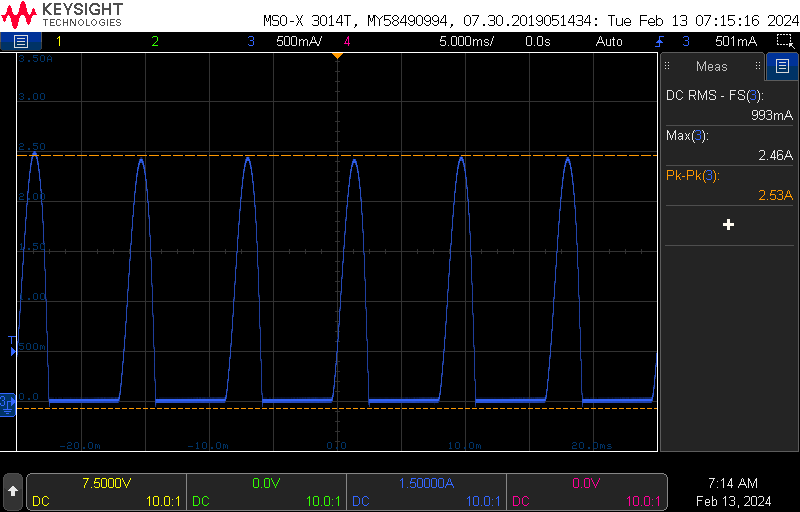 KEYSIGHT
TECHNOLOGIES
MSO-X 3014T, MY58490994, 07.30.2019051434: Tue Feb 13 07:15:16 2024
1 2 3 500mA/ 4 5.000ms/ 0.0s Auto 3 501mA
3.50A
3.00
2.50
2.00
1.50
1.00
500m
0.0
T
3
-20.0m -10.0m 0.0 10.0m 20.0ms
Meas
DC RMS - FS(3):
993mA
Max(3):
2.46A
Pk-Pk(3):
2.53A
7.5000V 0.0V 1.50000A 0.0V
DC 10.0:1 DC 10.0:1 DC 10.0:1 DC 10.0:1
7:14 AM
Feb 13, 2024